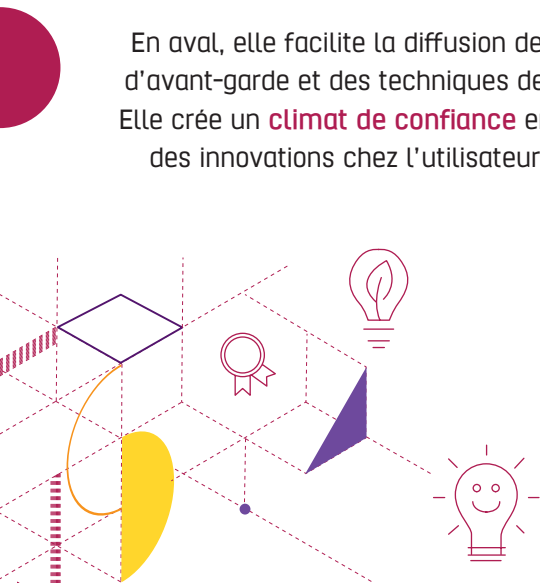 En aval, elle facilite la diffusion de
d'avant-garde et des techniques de
Elle crée un climat de confiance en
des innovations chez l'utilisateur